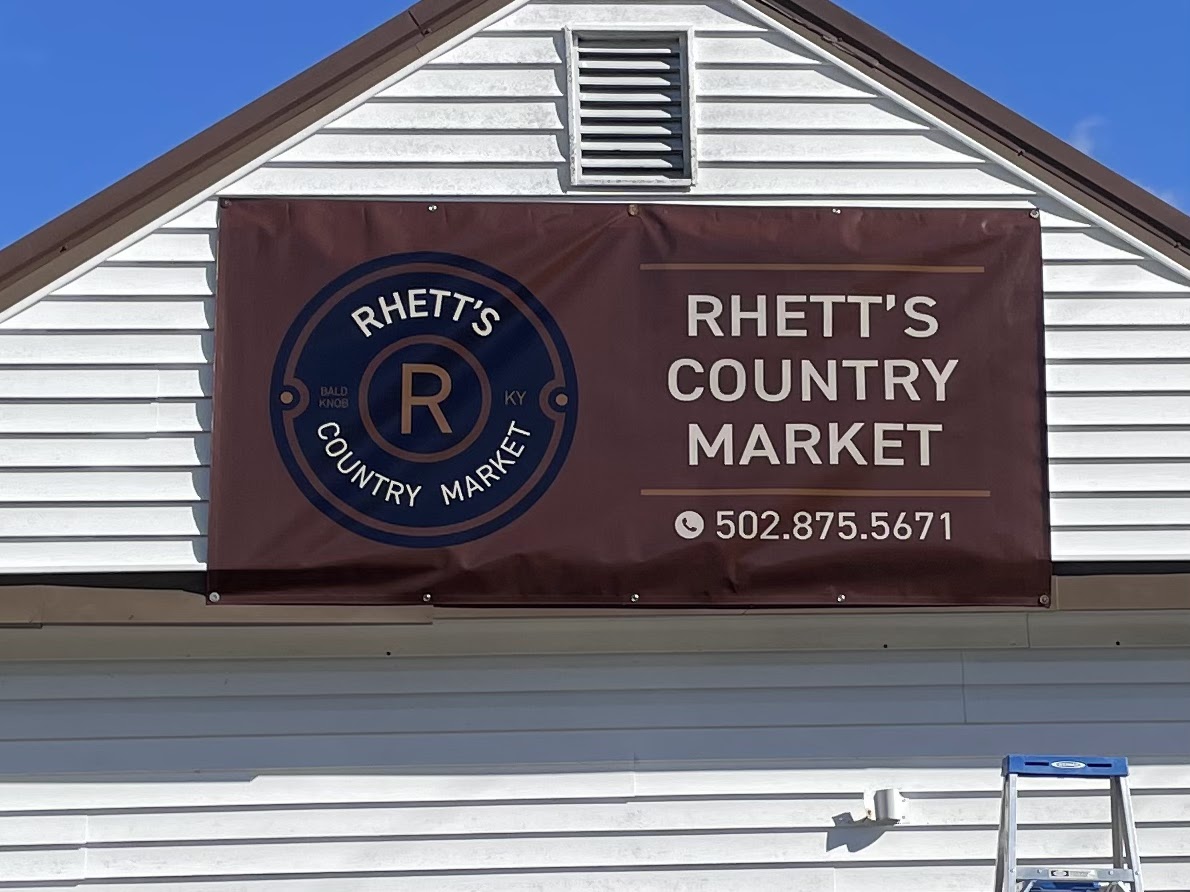 RHETT'S
BALD
KNOB
R
KY
COUNTRY MARKET
RHETT'S
COUNTRY
MARKET
502.875.5671